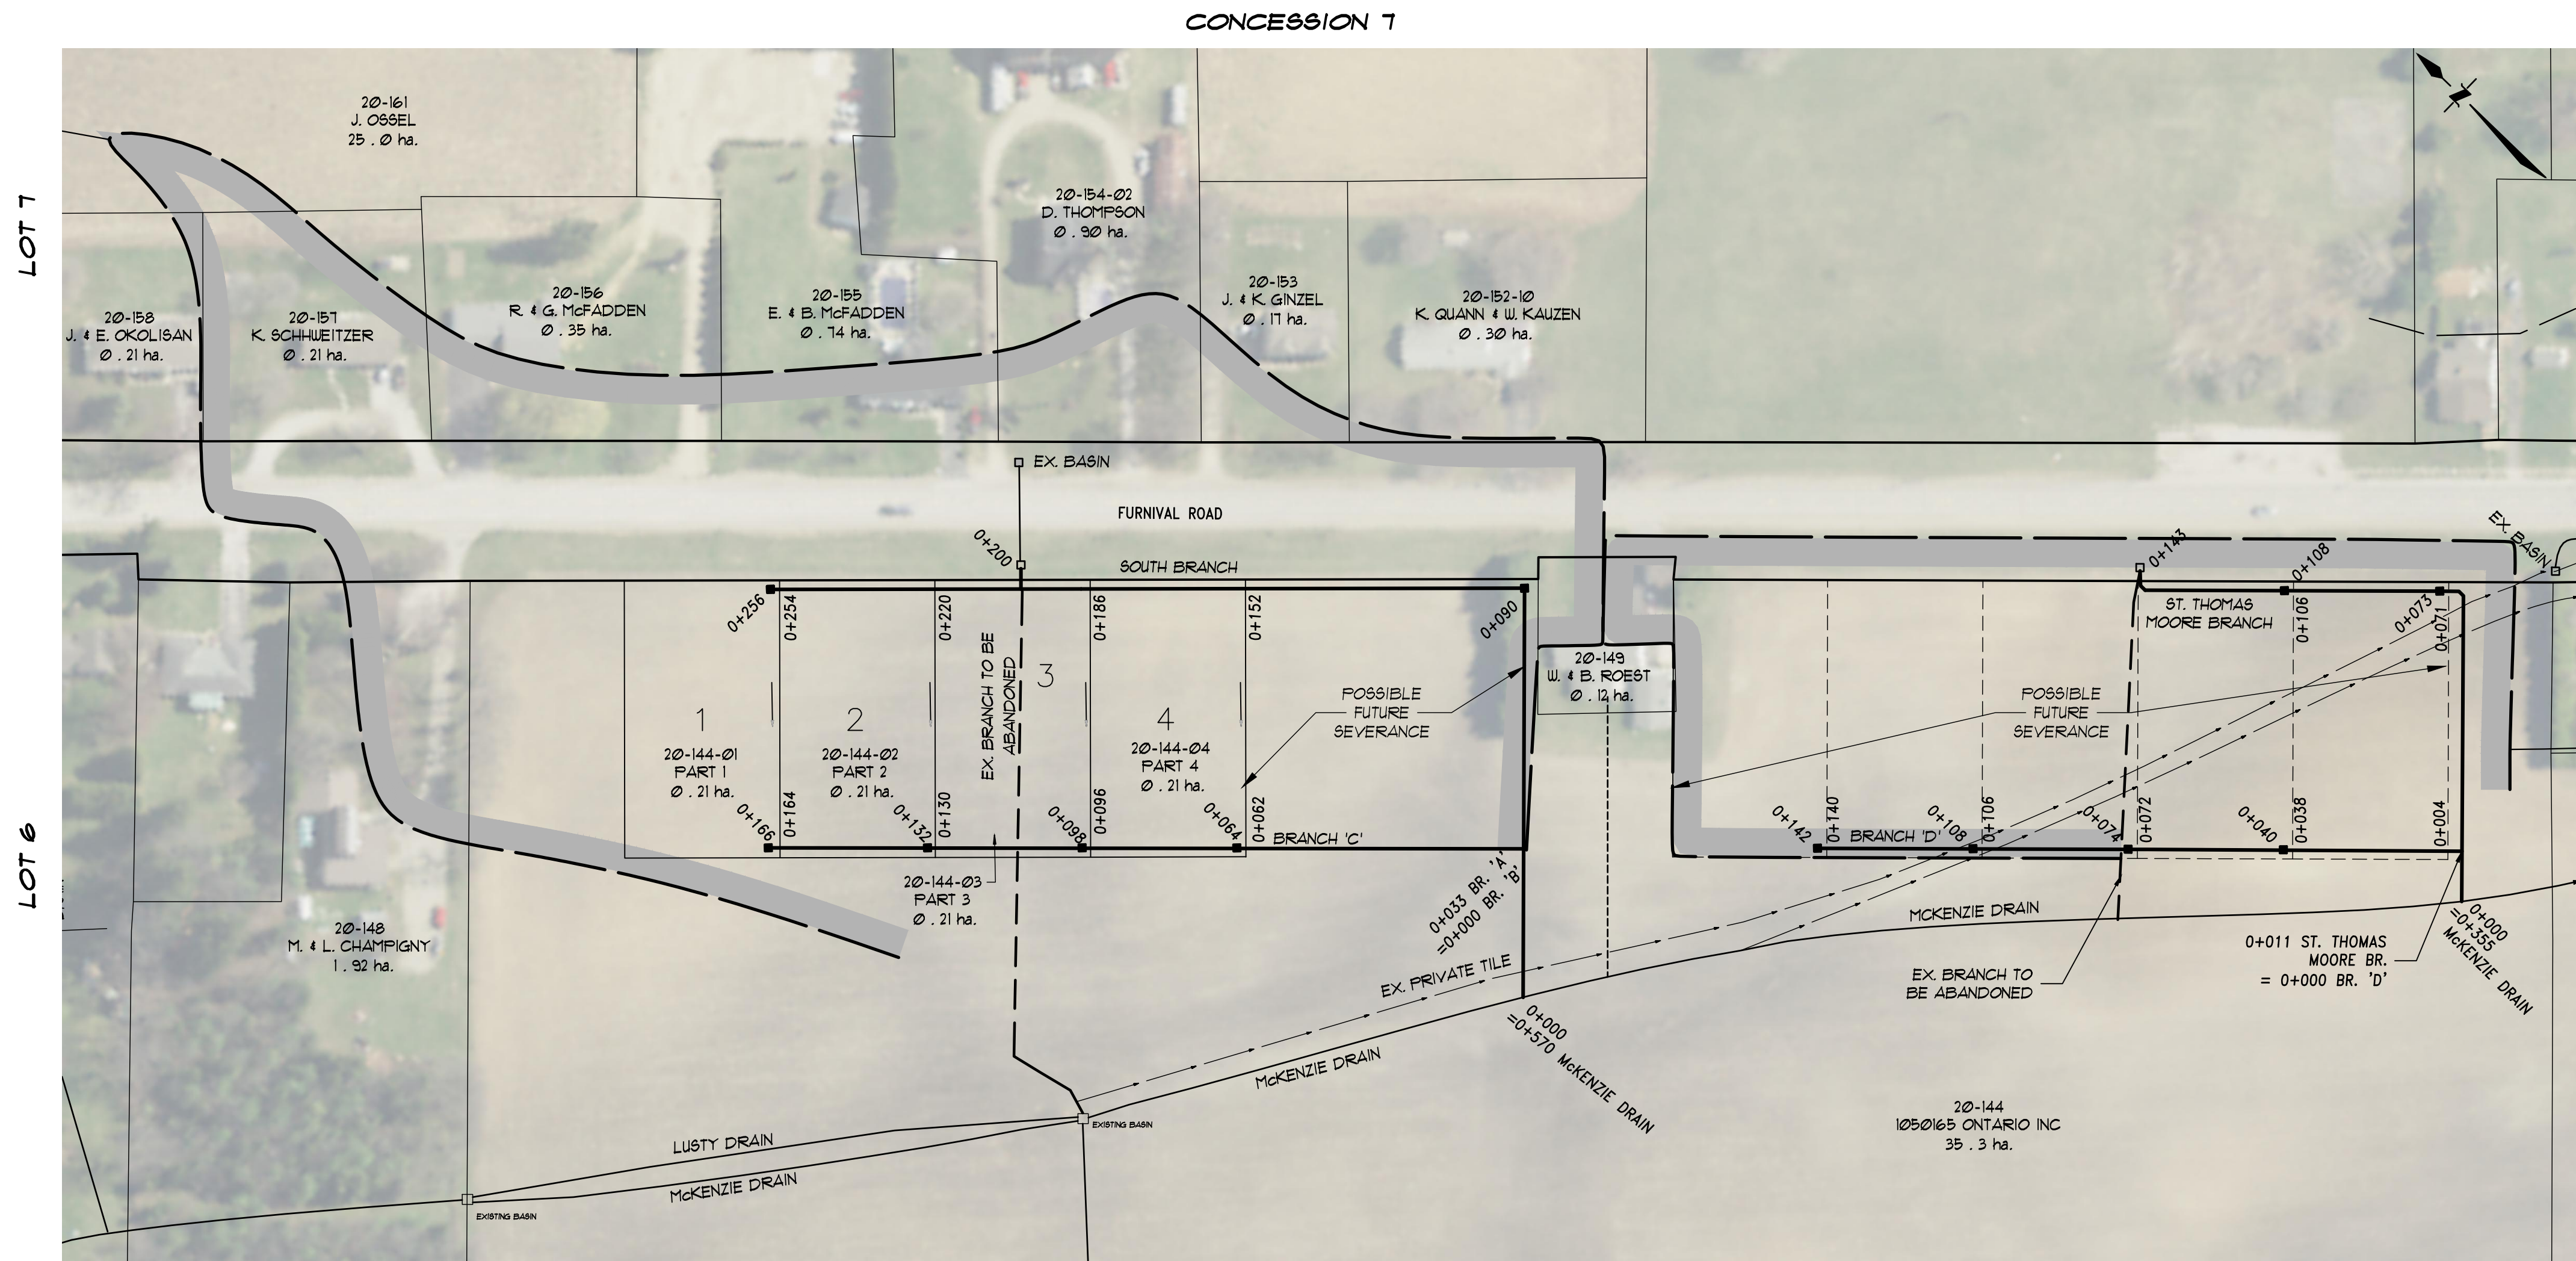 CONCESSION 7
LOT 7
LOT 6
20-161
J. OSSEL
25.0 ha.
20-154-02
D. THOMPSON
0.90 ha.
20-158
J. & E. OKOLISAN
0.21 ha.
20-157
K. SCHHWEITZER
0.21 ha.
20-156
R. & G. McFADDEN
0.35 ha.
20-155
E. & B. McFADDEN
0.74 ha.
20-153
J. & K. GINZEL
0.17 ha.
20-152-10
K. QUANN & W. KAUZEN
0.30 ha.
EX. BASIN
FURNIVAL ROAD
EX. BASIN
0+200
SOUTH BRANCH
0+256
0+254
0+220
0+186
0+152
0+090
0+143
0+108
ST. THOMAS
MOORE BRANCH
0+106
0+073
0+071
EX. BRANCH TO BE
ABANDONED
1
20-144-01
PART 1
0.21 ha.
2
20-144-02
PART 2
0.21 ha.
3
4
20-144-04
PART 4
0.21 ha.
POSSIBLE
FUTURE
SEVERANCE
20-149
W. & B. ROEST
0.12 ha.
POSSIBLE
FUTURE
SEVERANCE
0+166
0+164
0+132
0+130
0+098
0+096
0+064
0+062
BRANCH 'C'
0+142
0+140
BRANCH 'D'
0+108
0+106
0+074
0+072
0+040
0+038
0+004
20-144-03
PART 3
0.21 ha.
0+033 BR. 'A'
=0+000 BR. 'B'
McKENZIE DRAIN
0+000
=0+355
McKENZIE DRAIN
0+011 ST. THOMAS
MOORE BR.
= 0+000 BR. 'D'
20-148
M. & L. CHAMPIGNY
1.92 ha.
EX. PRIVATE TILE
EX. BRANCH TO
BE ABANDONED
0+000
=0+570 McKENZIE DRAIN
McKENZIE DRAIN
EXISTING BASIN
LUSTY DRAIN
McKENZIE DRAIN
EXISTING BASIN
20-144
1050165 ONTARIO INC
35.3 ha.